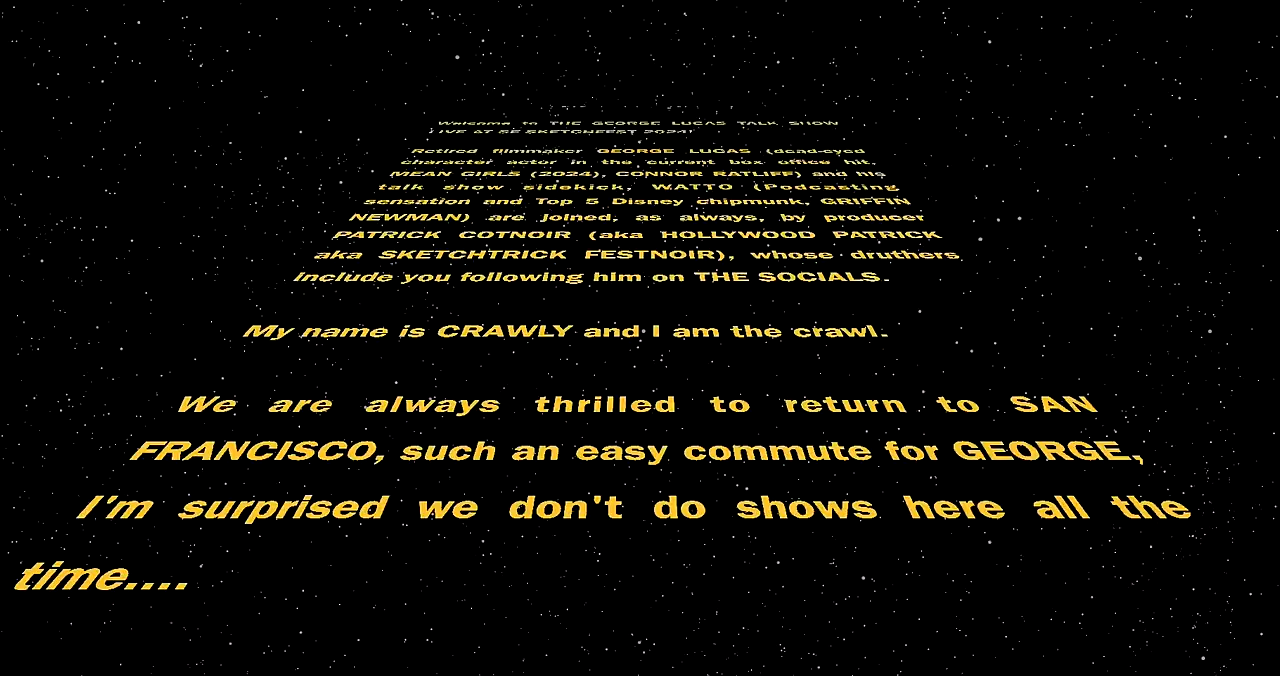 Welcome to THE GEORGE LUCAS TALK SHOW
LIVE AT SF SKETCHFEST 2024!
Retired filmmaker GEORGE LUCAS (dead-eyed
character actor in the current box office hit,
MEAN GIRLS (2024), CONNOR RATLIFF) and his
talk show sidekick, WATTO (Podcasting
sensation and Top 5 Disney chipmunk, GRIFFIN
NEWMAN) are joined, as always, by producer
PATRICK COTNOIR (aka HOLLYWOOD PATRICK
aka SKETCHTRICK FESTNOIR), whose druthers
include you following him on THE SOCIALS.
My name is CRAWLY and I am the crawl.
We are always thrilled to return to SAN
FRANCISCO, such an easy commute for GEORGE,
I'm surprised we don't do shows here all the
time....